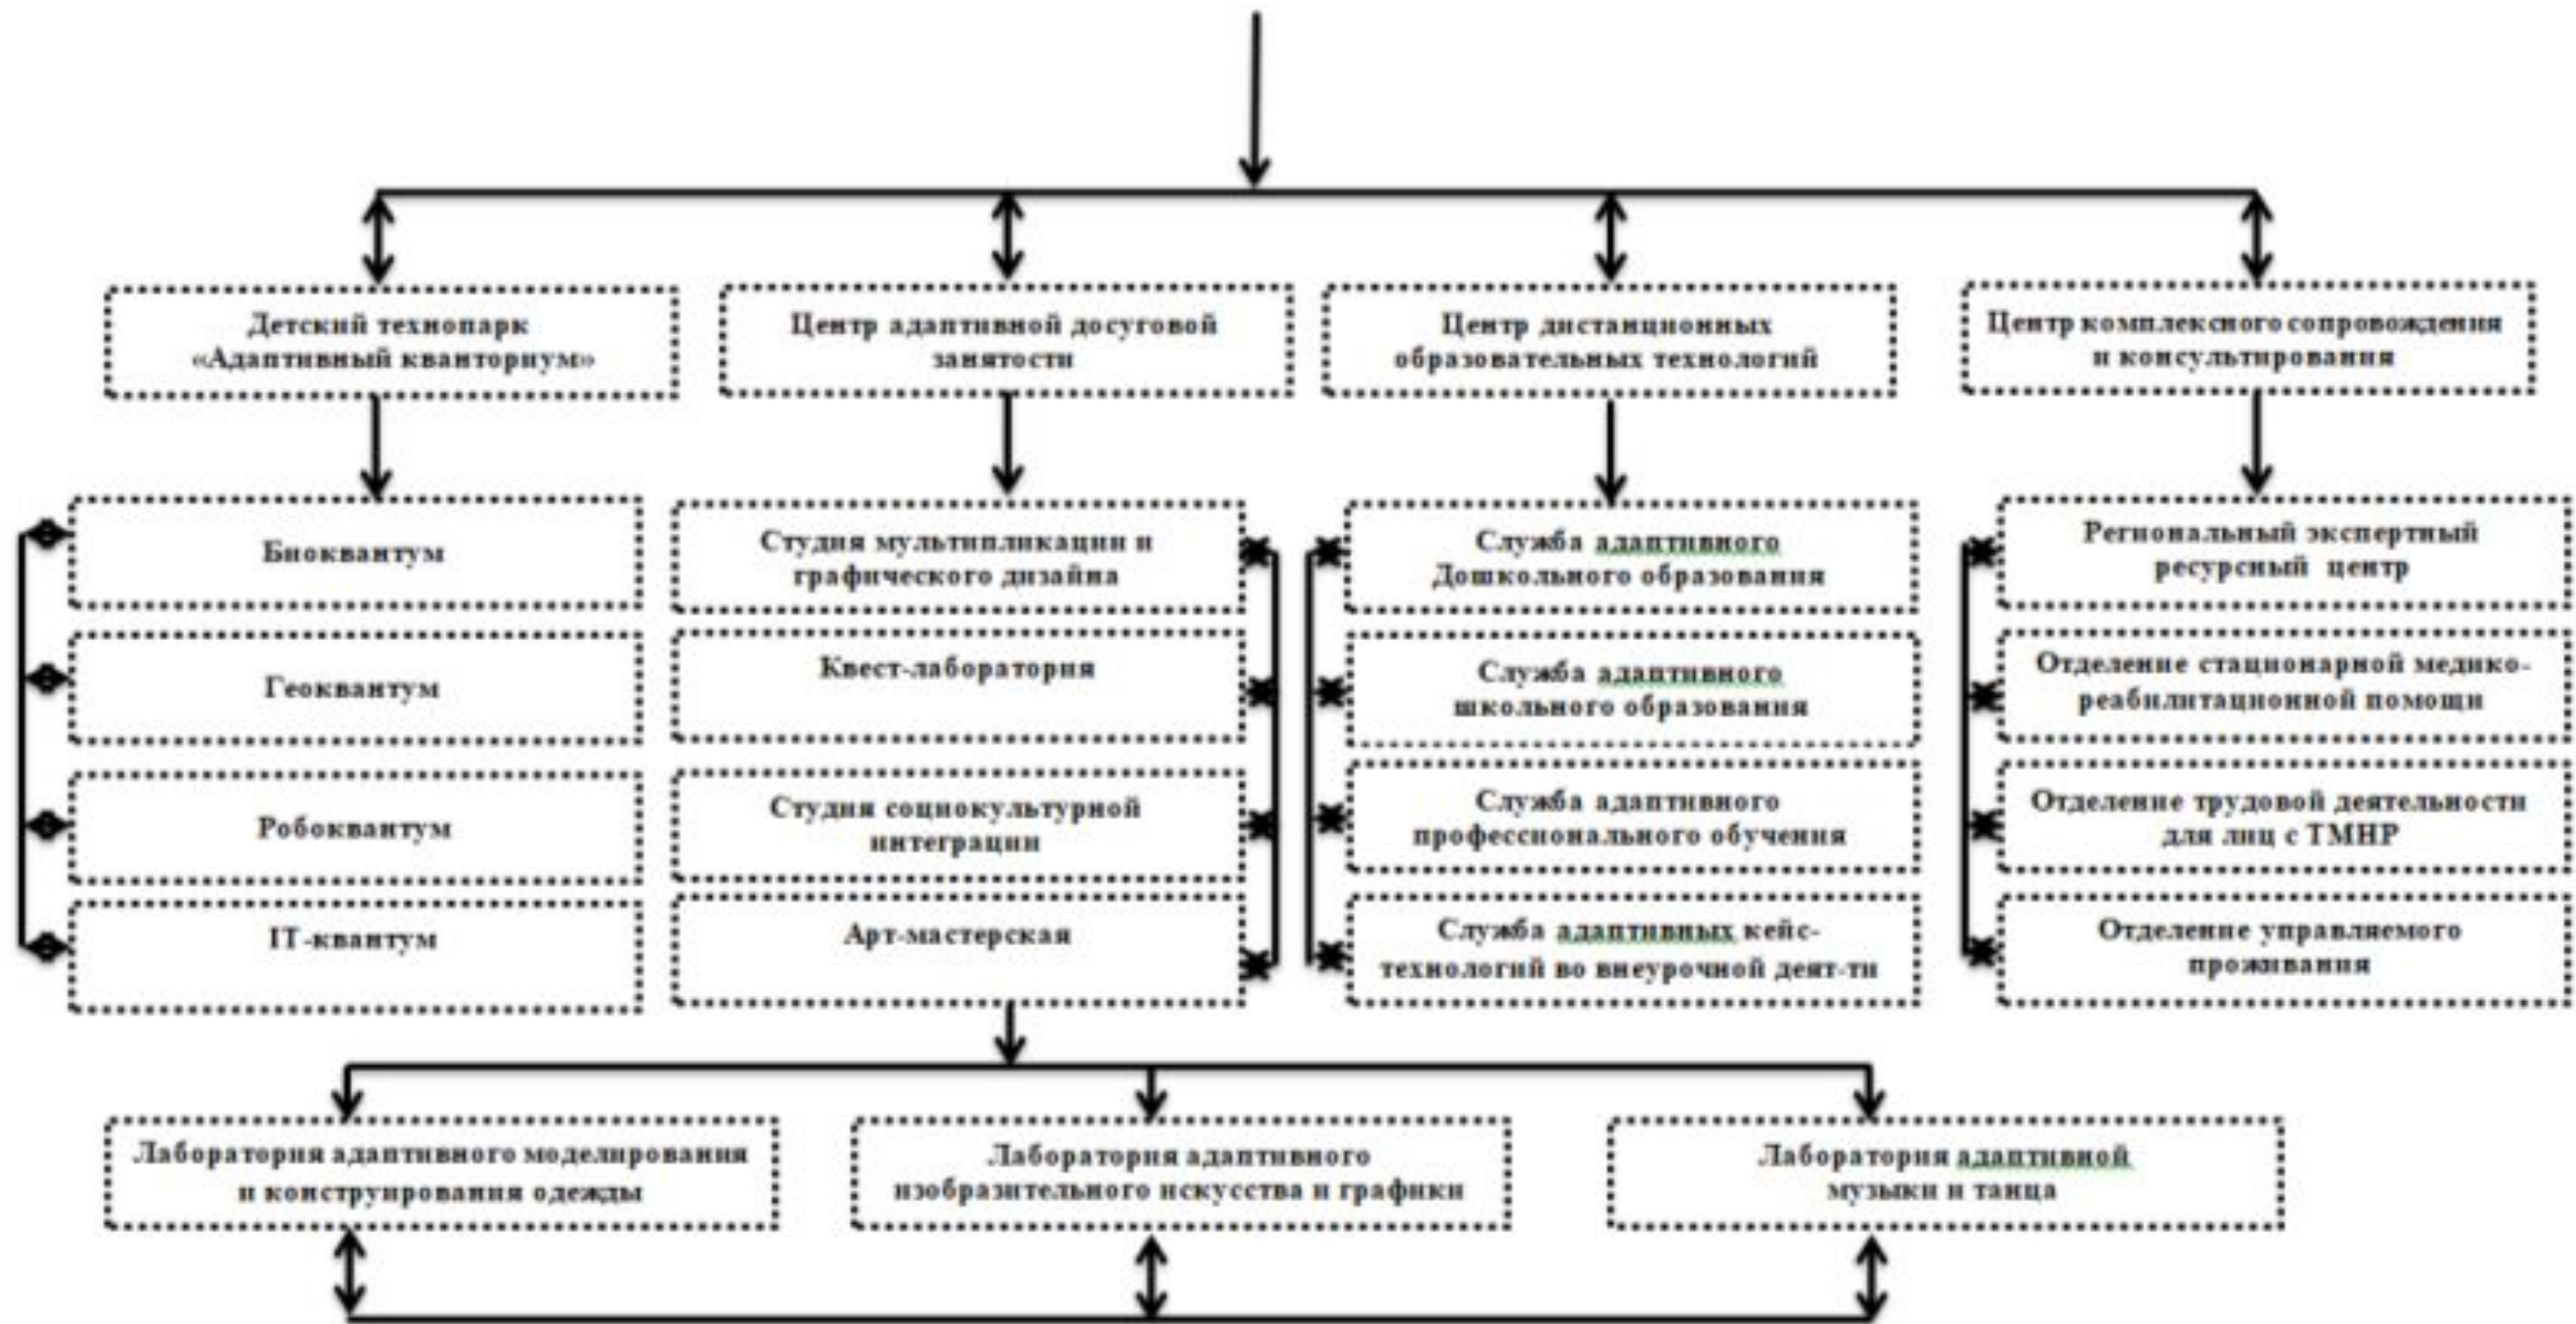 Детский технопарк
«Адаптивный кванториум»
Центр адаптивной досуговой
занятости
Центр дистанционных
образовательных технологий
Центр комплексного сопровождения
и консультирования
Биоквантум
Геоквантум
Робоквантум
IT-квантум
Студия мультипликации и
графического дизайна
Квест-лаборатория
Студия социокультурной
интеграции
Арт-мастерская
Служба адаптивного
Дошкольного образования
Служба адаптивного
школьного образования
Служба адаптивного
профессионального обучения
Служба адаптивных кейс-
технологий во внеурочной деят-ти
Региональный экспертный
ресурсный центр
Отделение стационарной медико-
реабилитационной помощи
Отделение трудовой деятельности
для лиц с ТМНР
Отделение управляемого
проживания
Лаборатория адаптивного моделирования
и конструирования одежды
Лаборатория адаптивного
изобразительного искусства и графики
Лаборатория адаптивной
музыки и танца